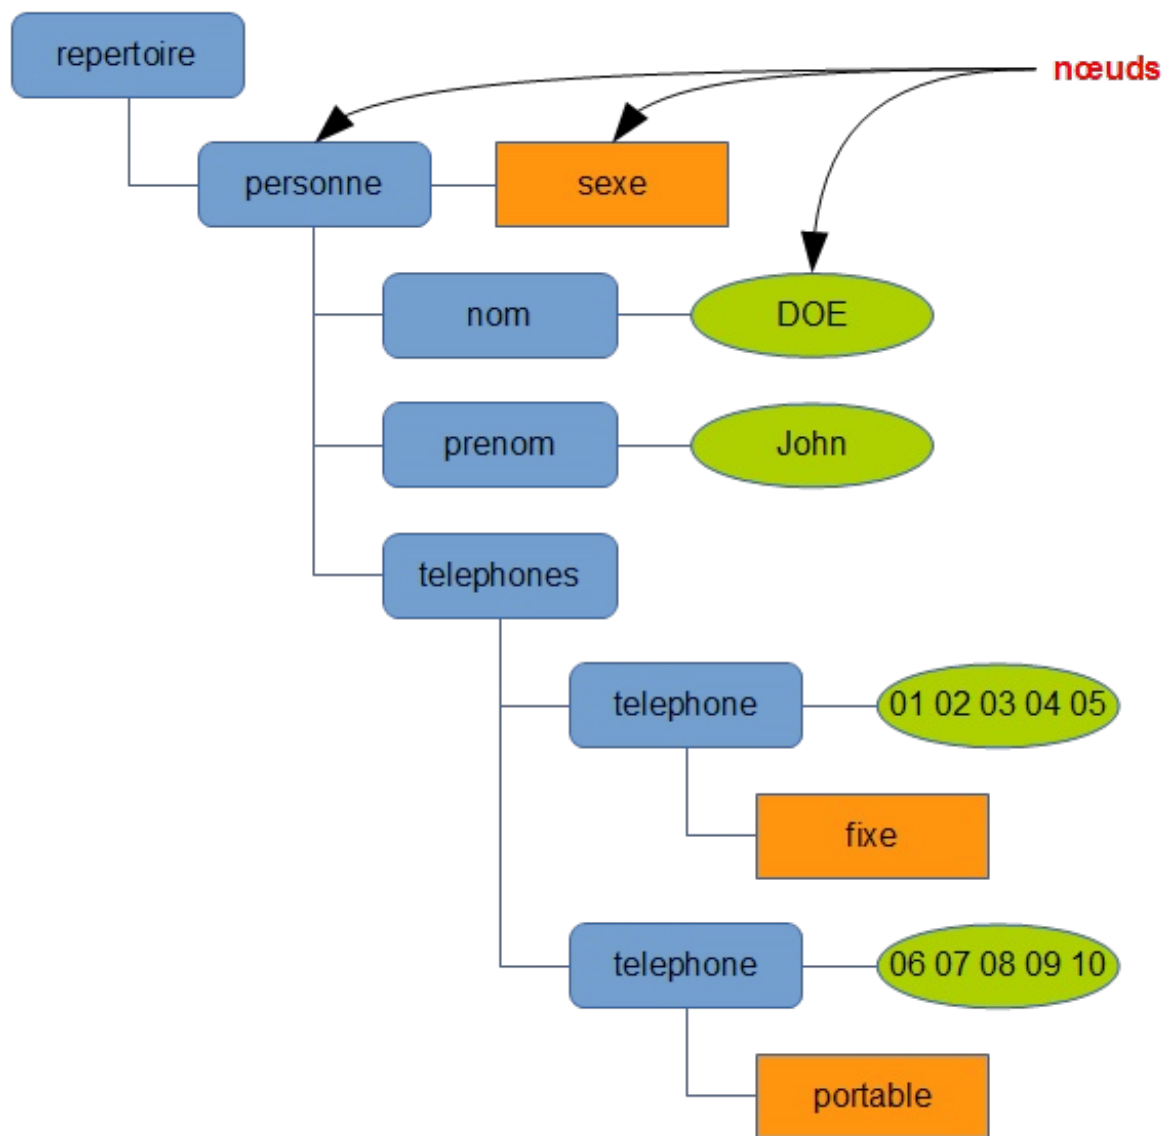 repertoire
nœuds
personne
sexe
nom
DOE
prenom
John
telephones
telephone
01 02 03 04 05
fixe
telephone
06 07 08 09 10
portable